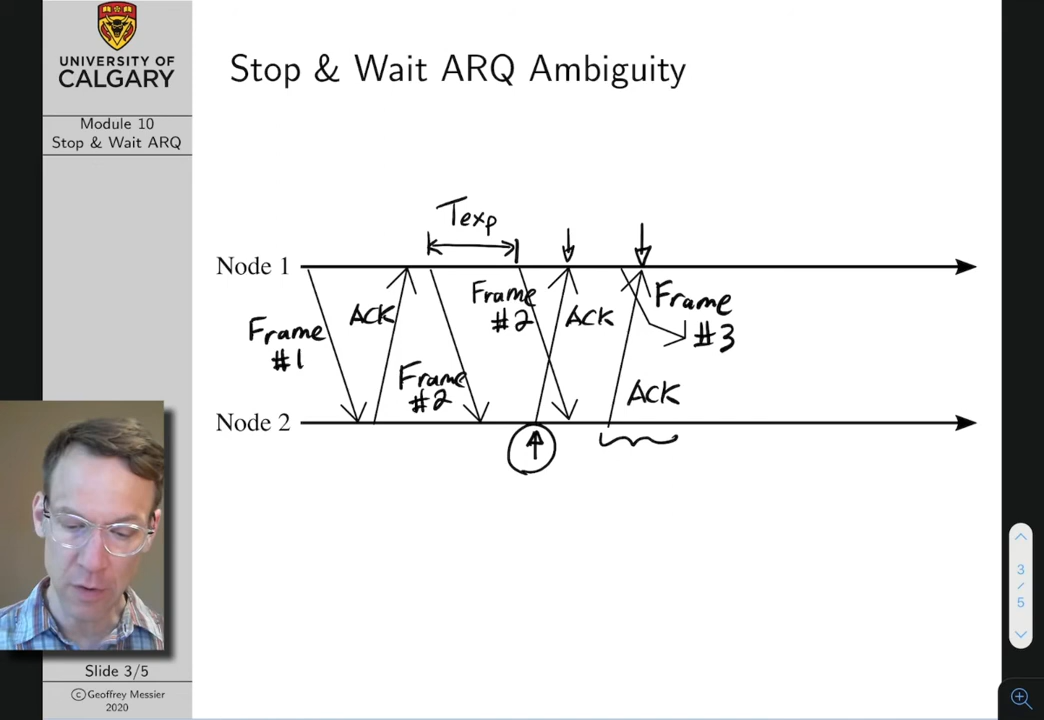 UNIVERSITY OF
CALGARY
Module 10
Stop & Wait ARQ
Stop & Wait ARQ Ambiguity
Texp
Node 1
Frame
#1
ACK
Frame
#2
Frame
#2
ACK
Frame
#3
ACK
Node 2
3
/
5
Slide 3/5
©Geoffrey Messier
2020